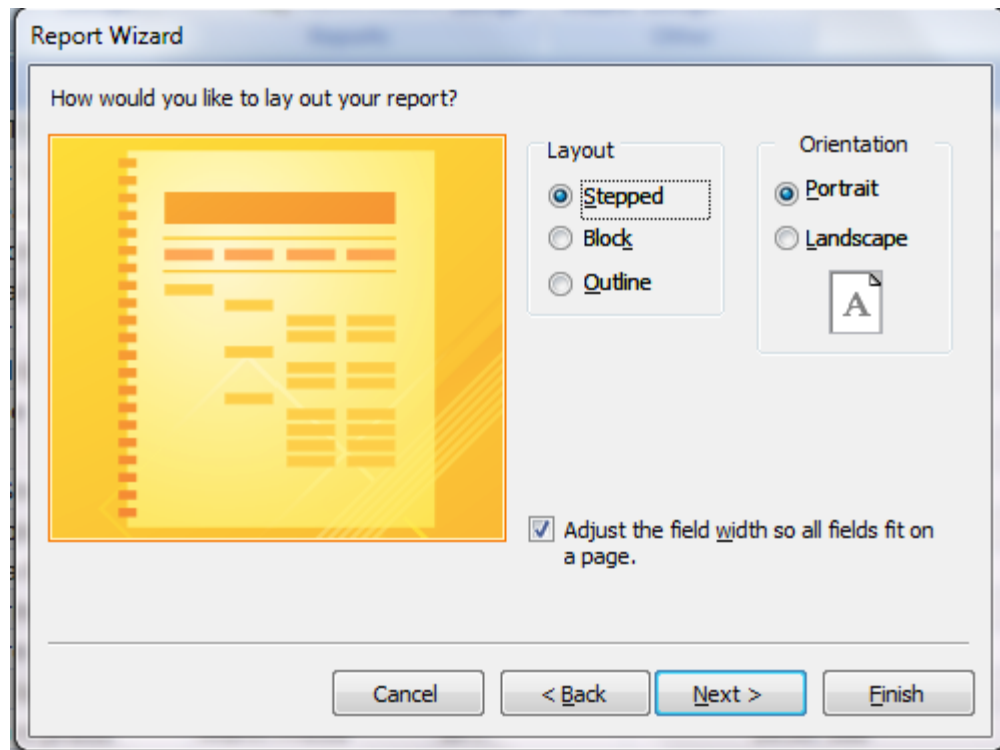 Report Wizard
How would you like to lay out your report?
Layout
Stepped
Block
Outline
Orientation
Portrait
Landscape
A
Adjust the field width so all fields fit on
a page.
Cancel
< Back
Next >
Finish